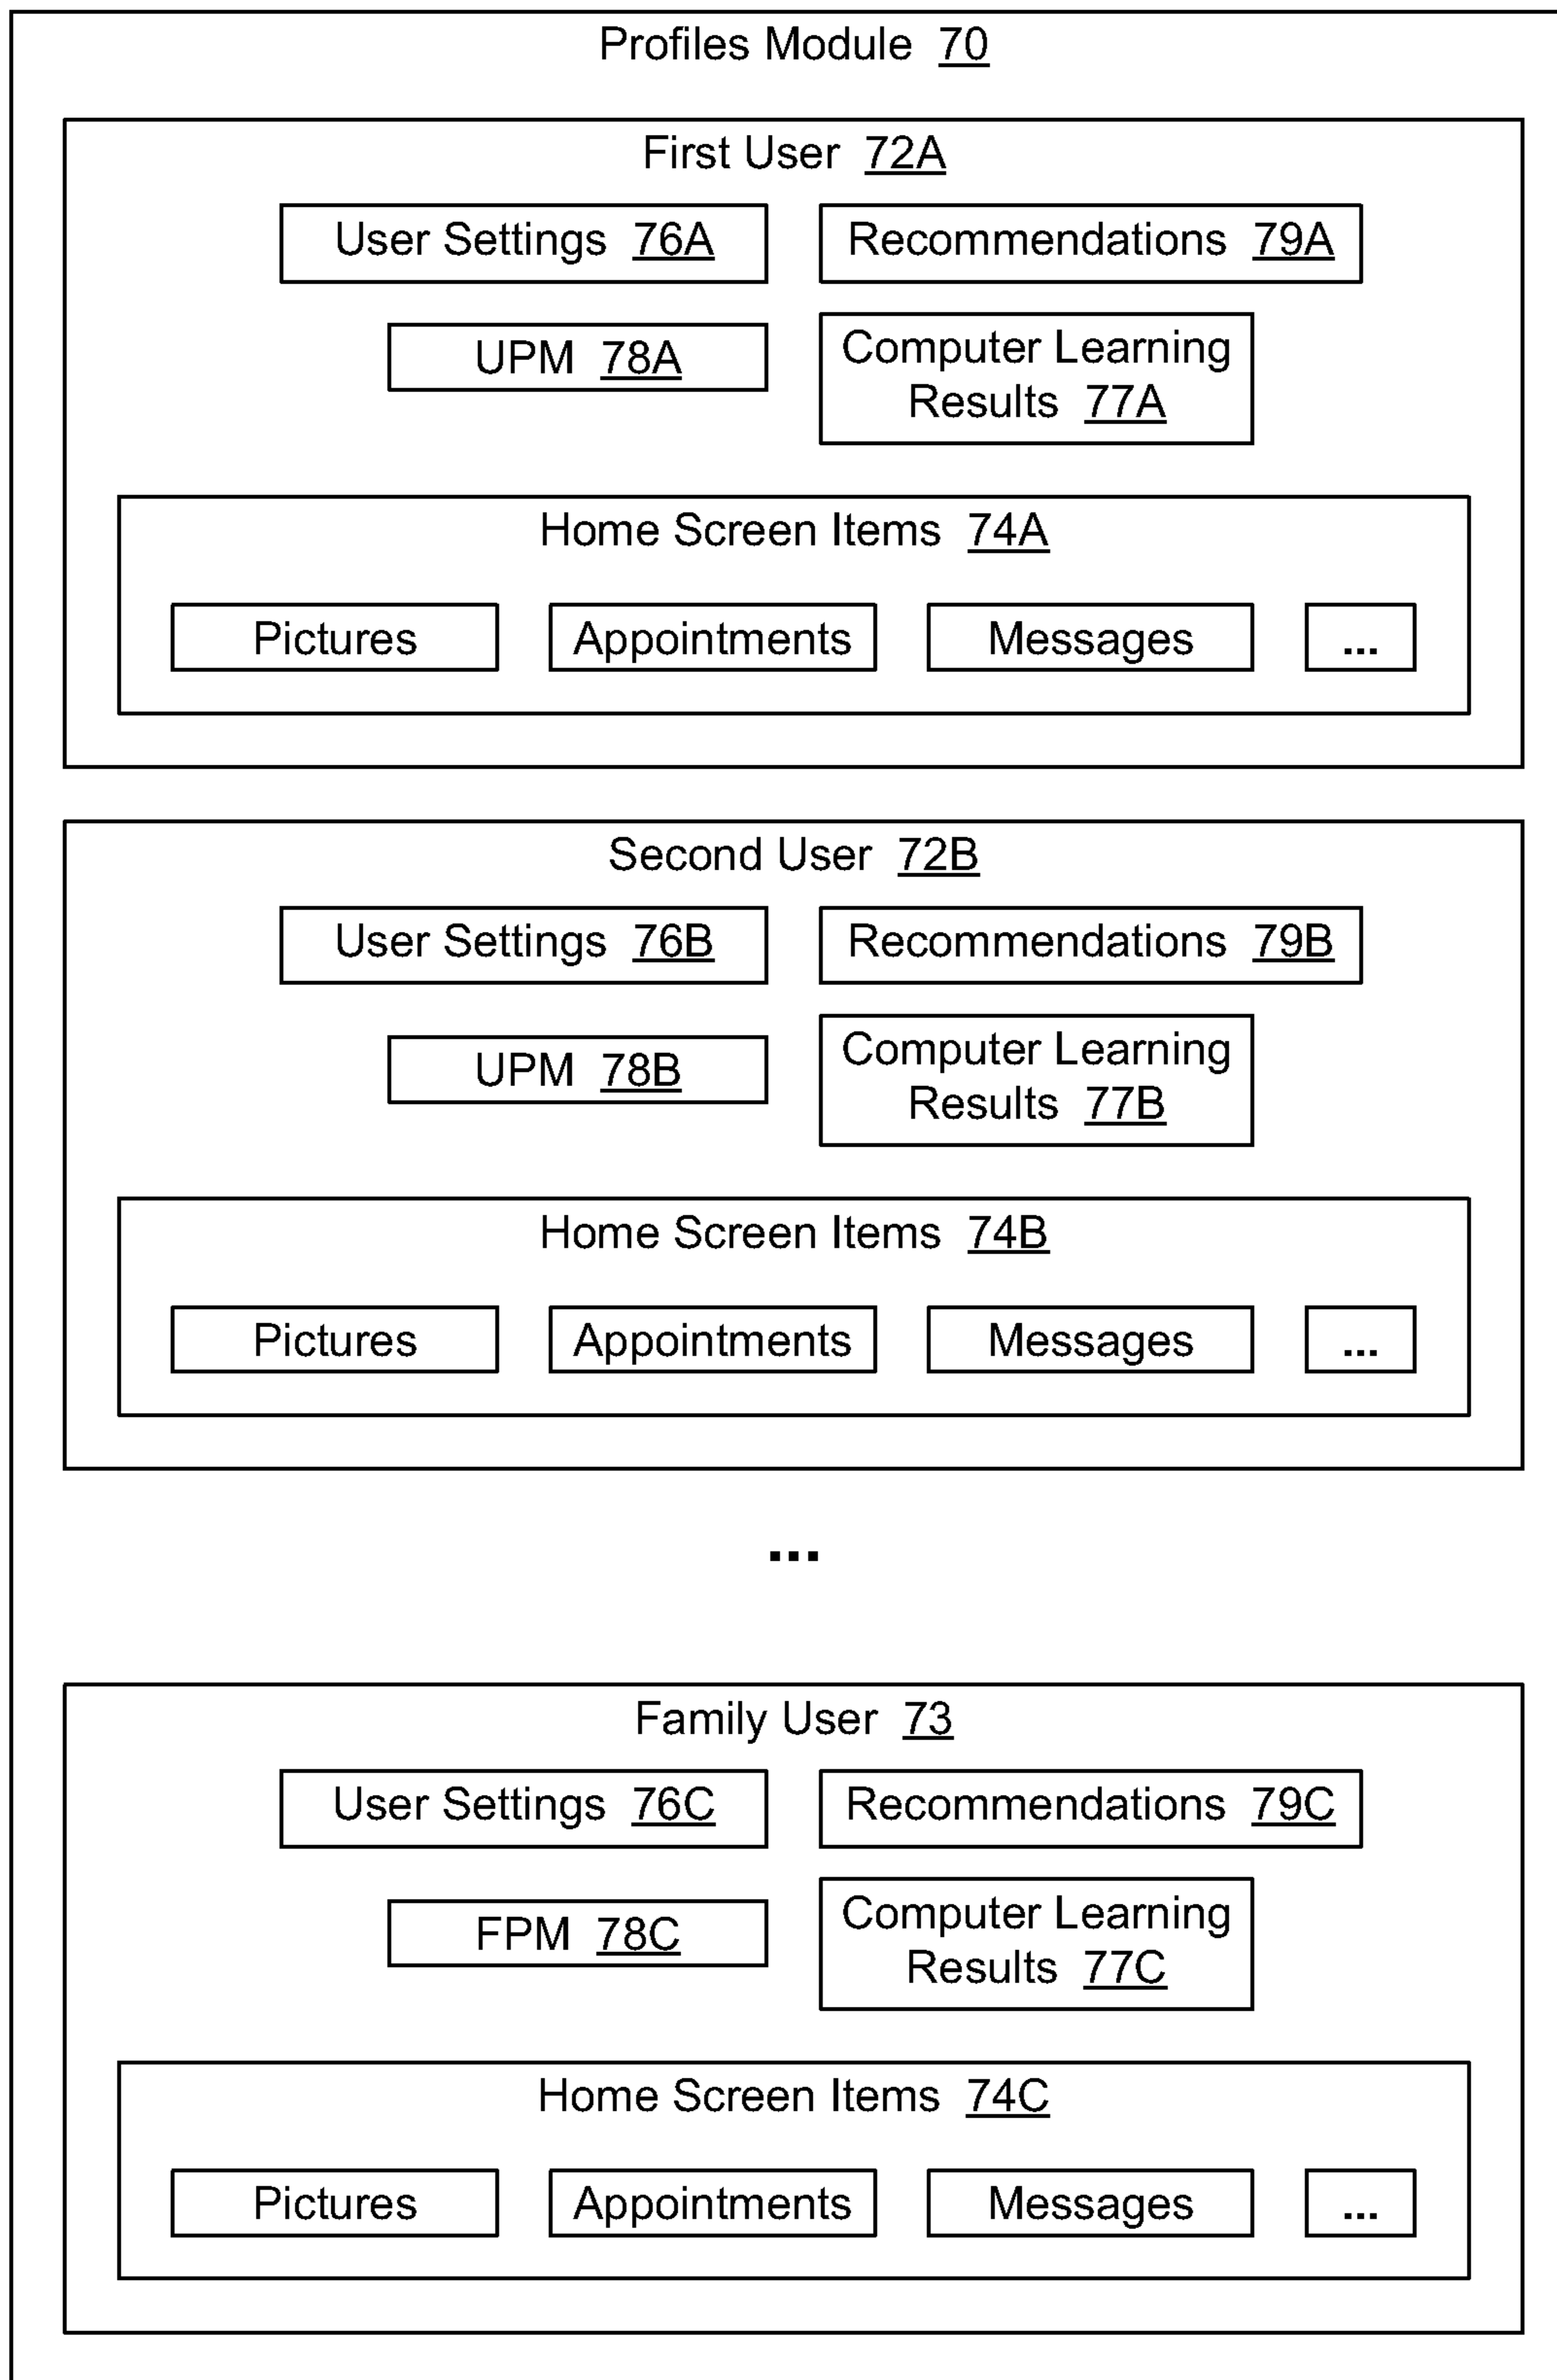 Profiles Module 70
First User 72A
User Settings 76A
Recommendations 79A
UPM 78A
Computer Learning
Results 77A
Home Screen Items 74A
Pictures
Appointments
Messages
...
Second User 72B
User Settings 76B
Recommendations 79B
UPM 78B
Computer Learning
Results 77B
Home Screen Items 74B
Pictures
Appointments
Messages
...
...
Family User 73
User Settings 76C
Recommendations 79C
FPM 78C
Computer Learning
Results 77C
Home Screen Items 74C
Pictures
Appointments
Messages
...